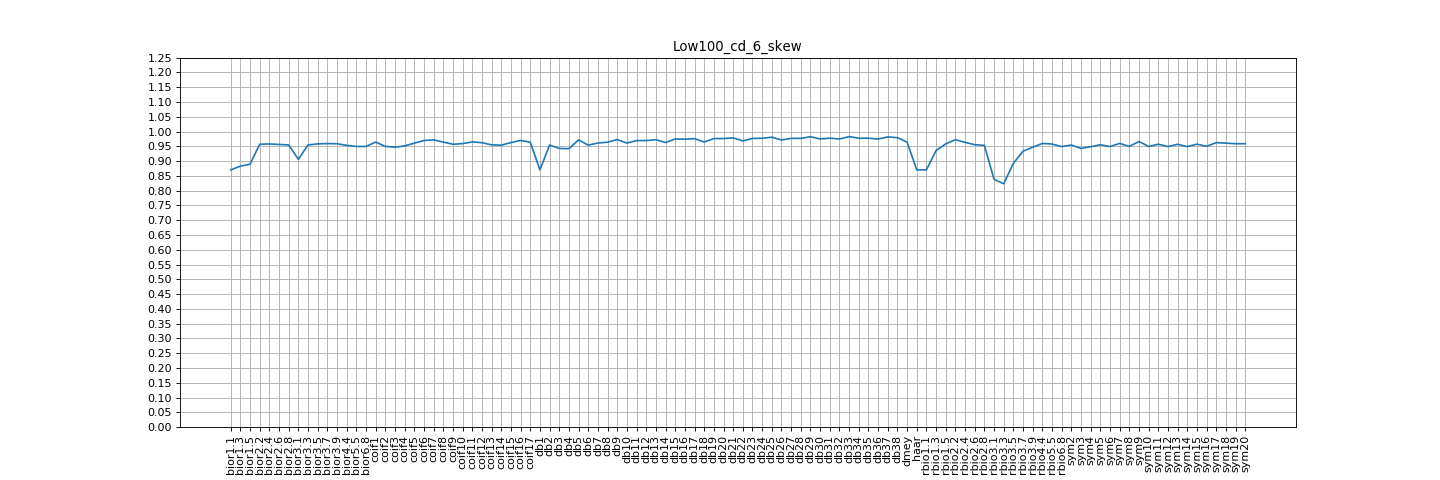 Low100_cd_6_skew
1.25
1.20
1.15
1.10
1.05
1.00
0.95
0.90
0.85
0.80
0.75
0.70
0.65
0.60
0.55
0.50
0.45
0.40
0.35
0.30
0.25
0.20
0.15
0.10
0.05
0.00
bior1.1
bior1.3
bior1.5
bior2.2
bior2.4
bior2.6
bior2.8
bior3.1
bior3.3
bior3.5
bior3.7
bior3.9
bior4.4
bior5.5
bior6.8
coif1
coif2
coif3
coif4
coif5
coif6
coif7
coif8
coif9
coif10
coif11
coif12
coif13
coif14
coif15
coif16
coif17
db1
db2
db3
db4
db5
db6
db7
db8
db9
db10
db11
db12
db13
db14
db15
db16
db17
db18
db19
db20
db21
db22
db23
db24
db25
db26
db27
db28
db29
db30
db31
db32
db33
db34
db35
db36
db37
db38
dmey
haar
rbio1.1
rbio1.3
rbio1.5
rbio2.2
rbio2.4
rbio2.6
rbio2.8
rbio3.1
rbio3.3
rbio3.5
rbio3.7
rbio3.9
rbio4.4
rbio5.5
rbio6.8
sym2
sym3
sym4
sym5
sym6
sym7
sym8
sym9
sym10
sym11
sym12
sym13
sym14
sym15
sym16
sym17
sym18
sym19
sym20